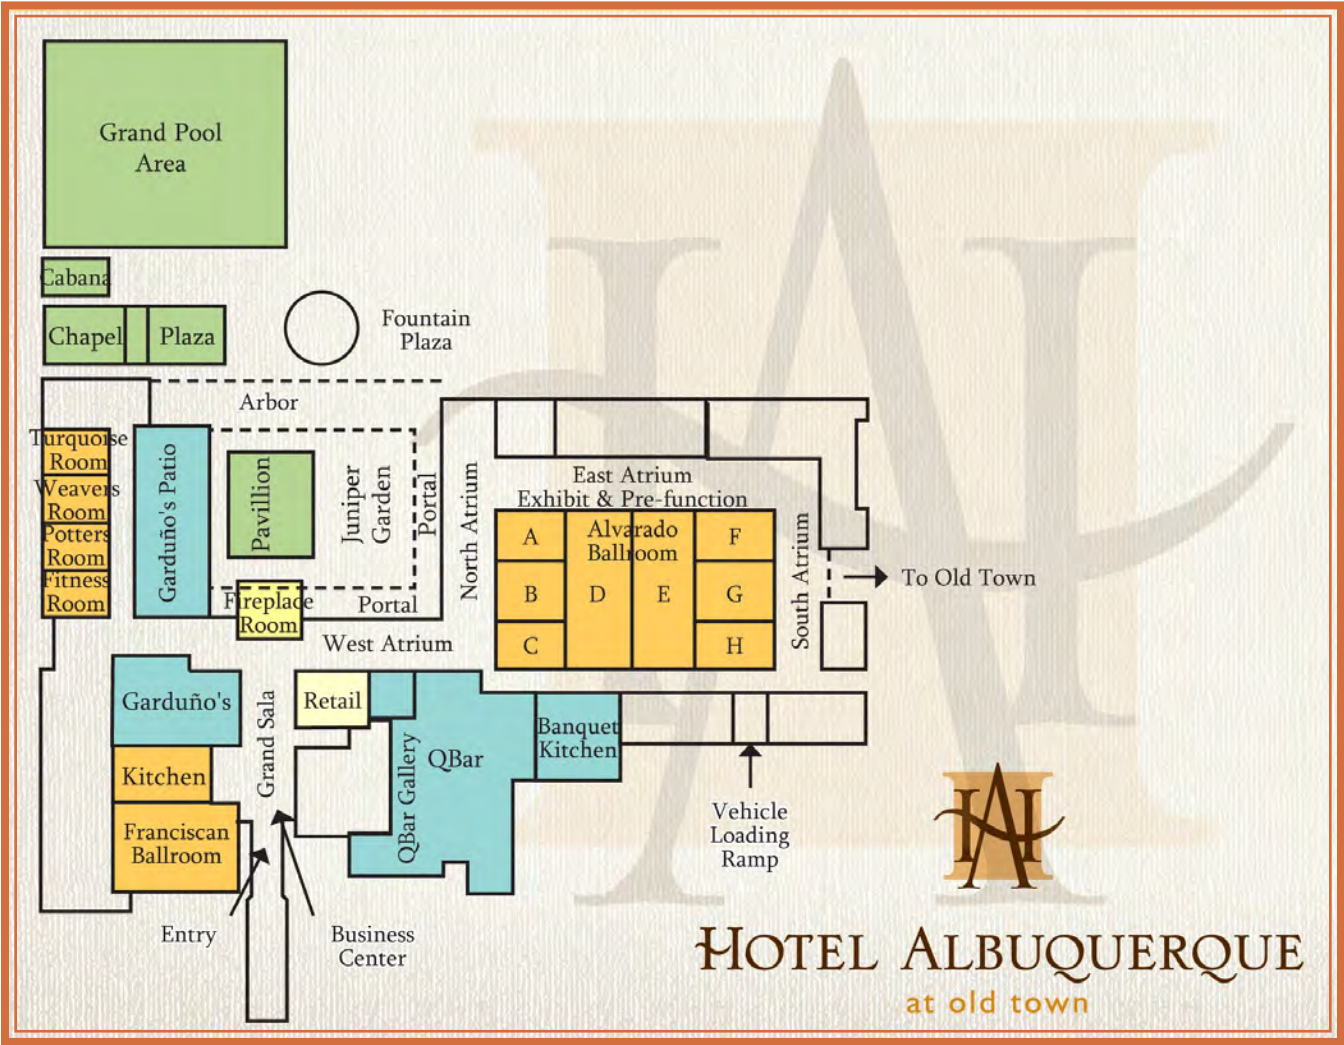 Grand Pool
Area
Cabana
Chapel
Plaza
Fountain
Plaza
Arbor
Turquoise
Room
Weavers
Room
Potters
Room
Fitness
Room
Garduño's Patio
Pavillion
Juniper
Garden
Portal
North Atrium
East Atrium
Exhibit & Pre-function
Alvarado
Ballroom
A
B
C
D
E
F
G
H
South Atrium
To Old Town
Fireplace
Room
Portal
West Atrium
Garduño's
Grand Sala
Retail
Kitchen
Franciscan
Ballroom
QBar Gallery
QBar
Banquet
Kitchen
Vehicle
Loading
Ramp
Entry
Business
Center
HA
HOTEL ALBUQUERQUE
at old town